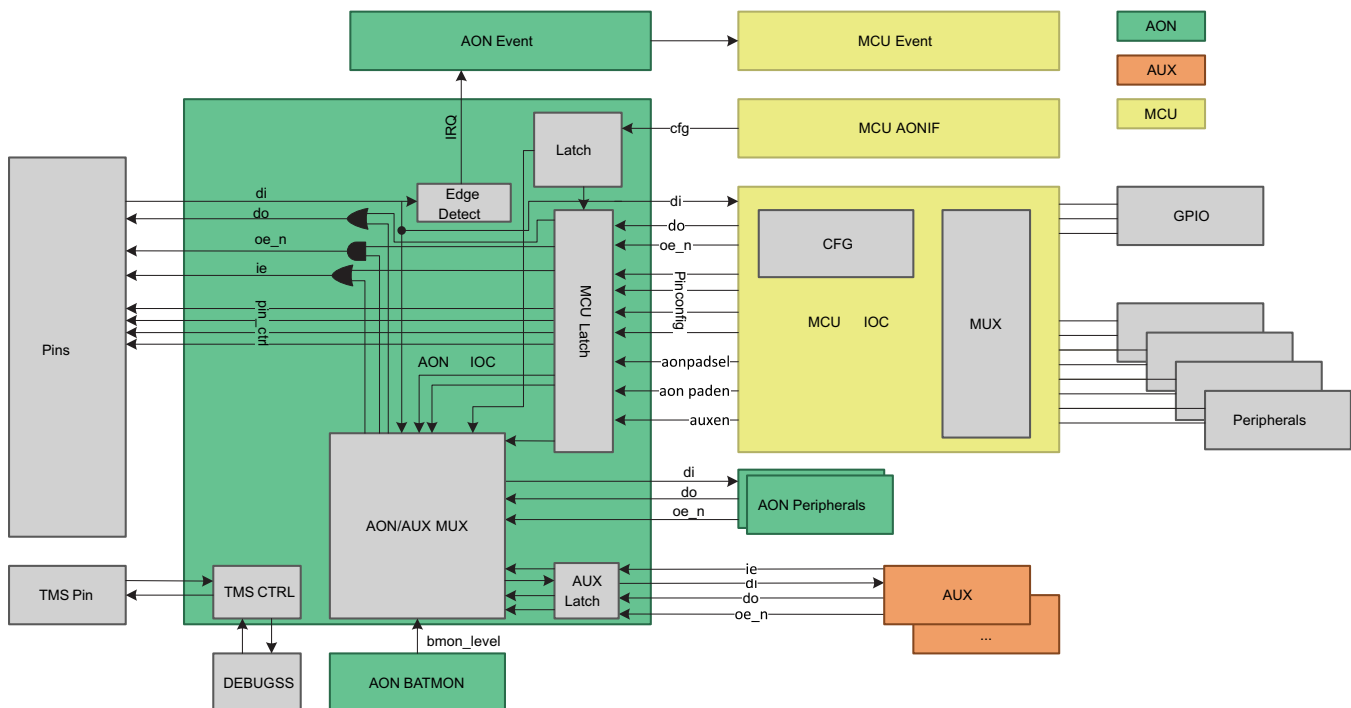 AON Event
MCU Event
AON
AUX
MCU
IRQ
Latch
cfg
MCU AONIF
Pins
di
do
oe_n
ie
pin_ctrl
Edge
Detect
di
do
oe_n
Pin config
aonpadsel
aon paden
auxen
MCU Latch
CFG
MCU IOC
MUX
GPIO
Peripherals
AON IOC
AON/AUX MUX
di
do
oe_n
AON Peripherals
TMS Pin
TMS CTRL
AUX
Latch
ie
di
do
oe_n
AUX
...
DEBUGSS
bmon_level
AON BATMON